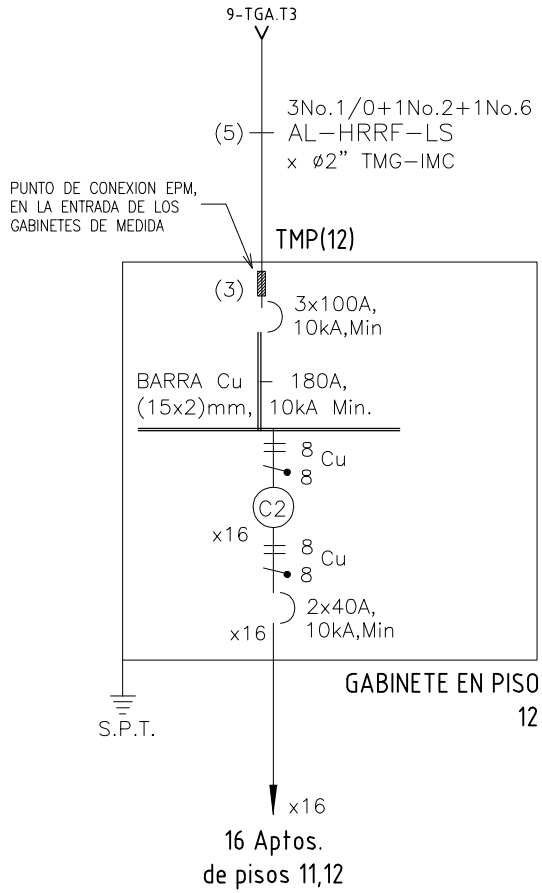 9-TGA.T3
3No.1/0+1No.2+1No.6
(5) AL-HRRF-LS
x ø2" TMG-IMC
PUNTO DE CONEXION EPM,
EN LA ENTRADA DE LOS
GABINETES DE MEDIDA
TMP(12)
(3)
3x100A,
10kA,Min
BARRA Cu 180A,
(15x2)mm, 10kA Min.
8 Cu
8
C2
x16
8 Cu
8
2x40A,
x16 10kA,Min
GABINETE EN PISO
12
S.P.T.
x16
16 Aptos.
de pisos 11,12